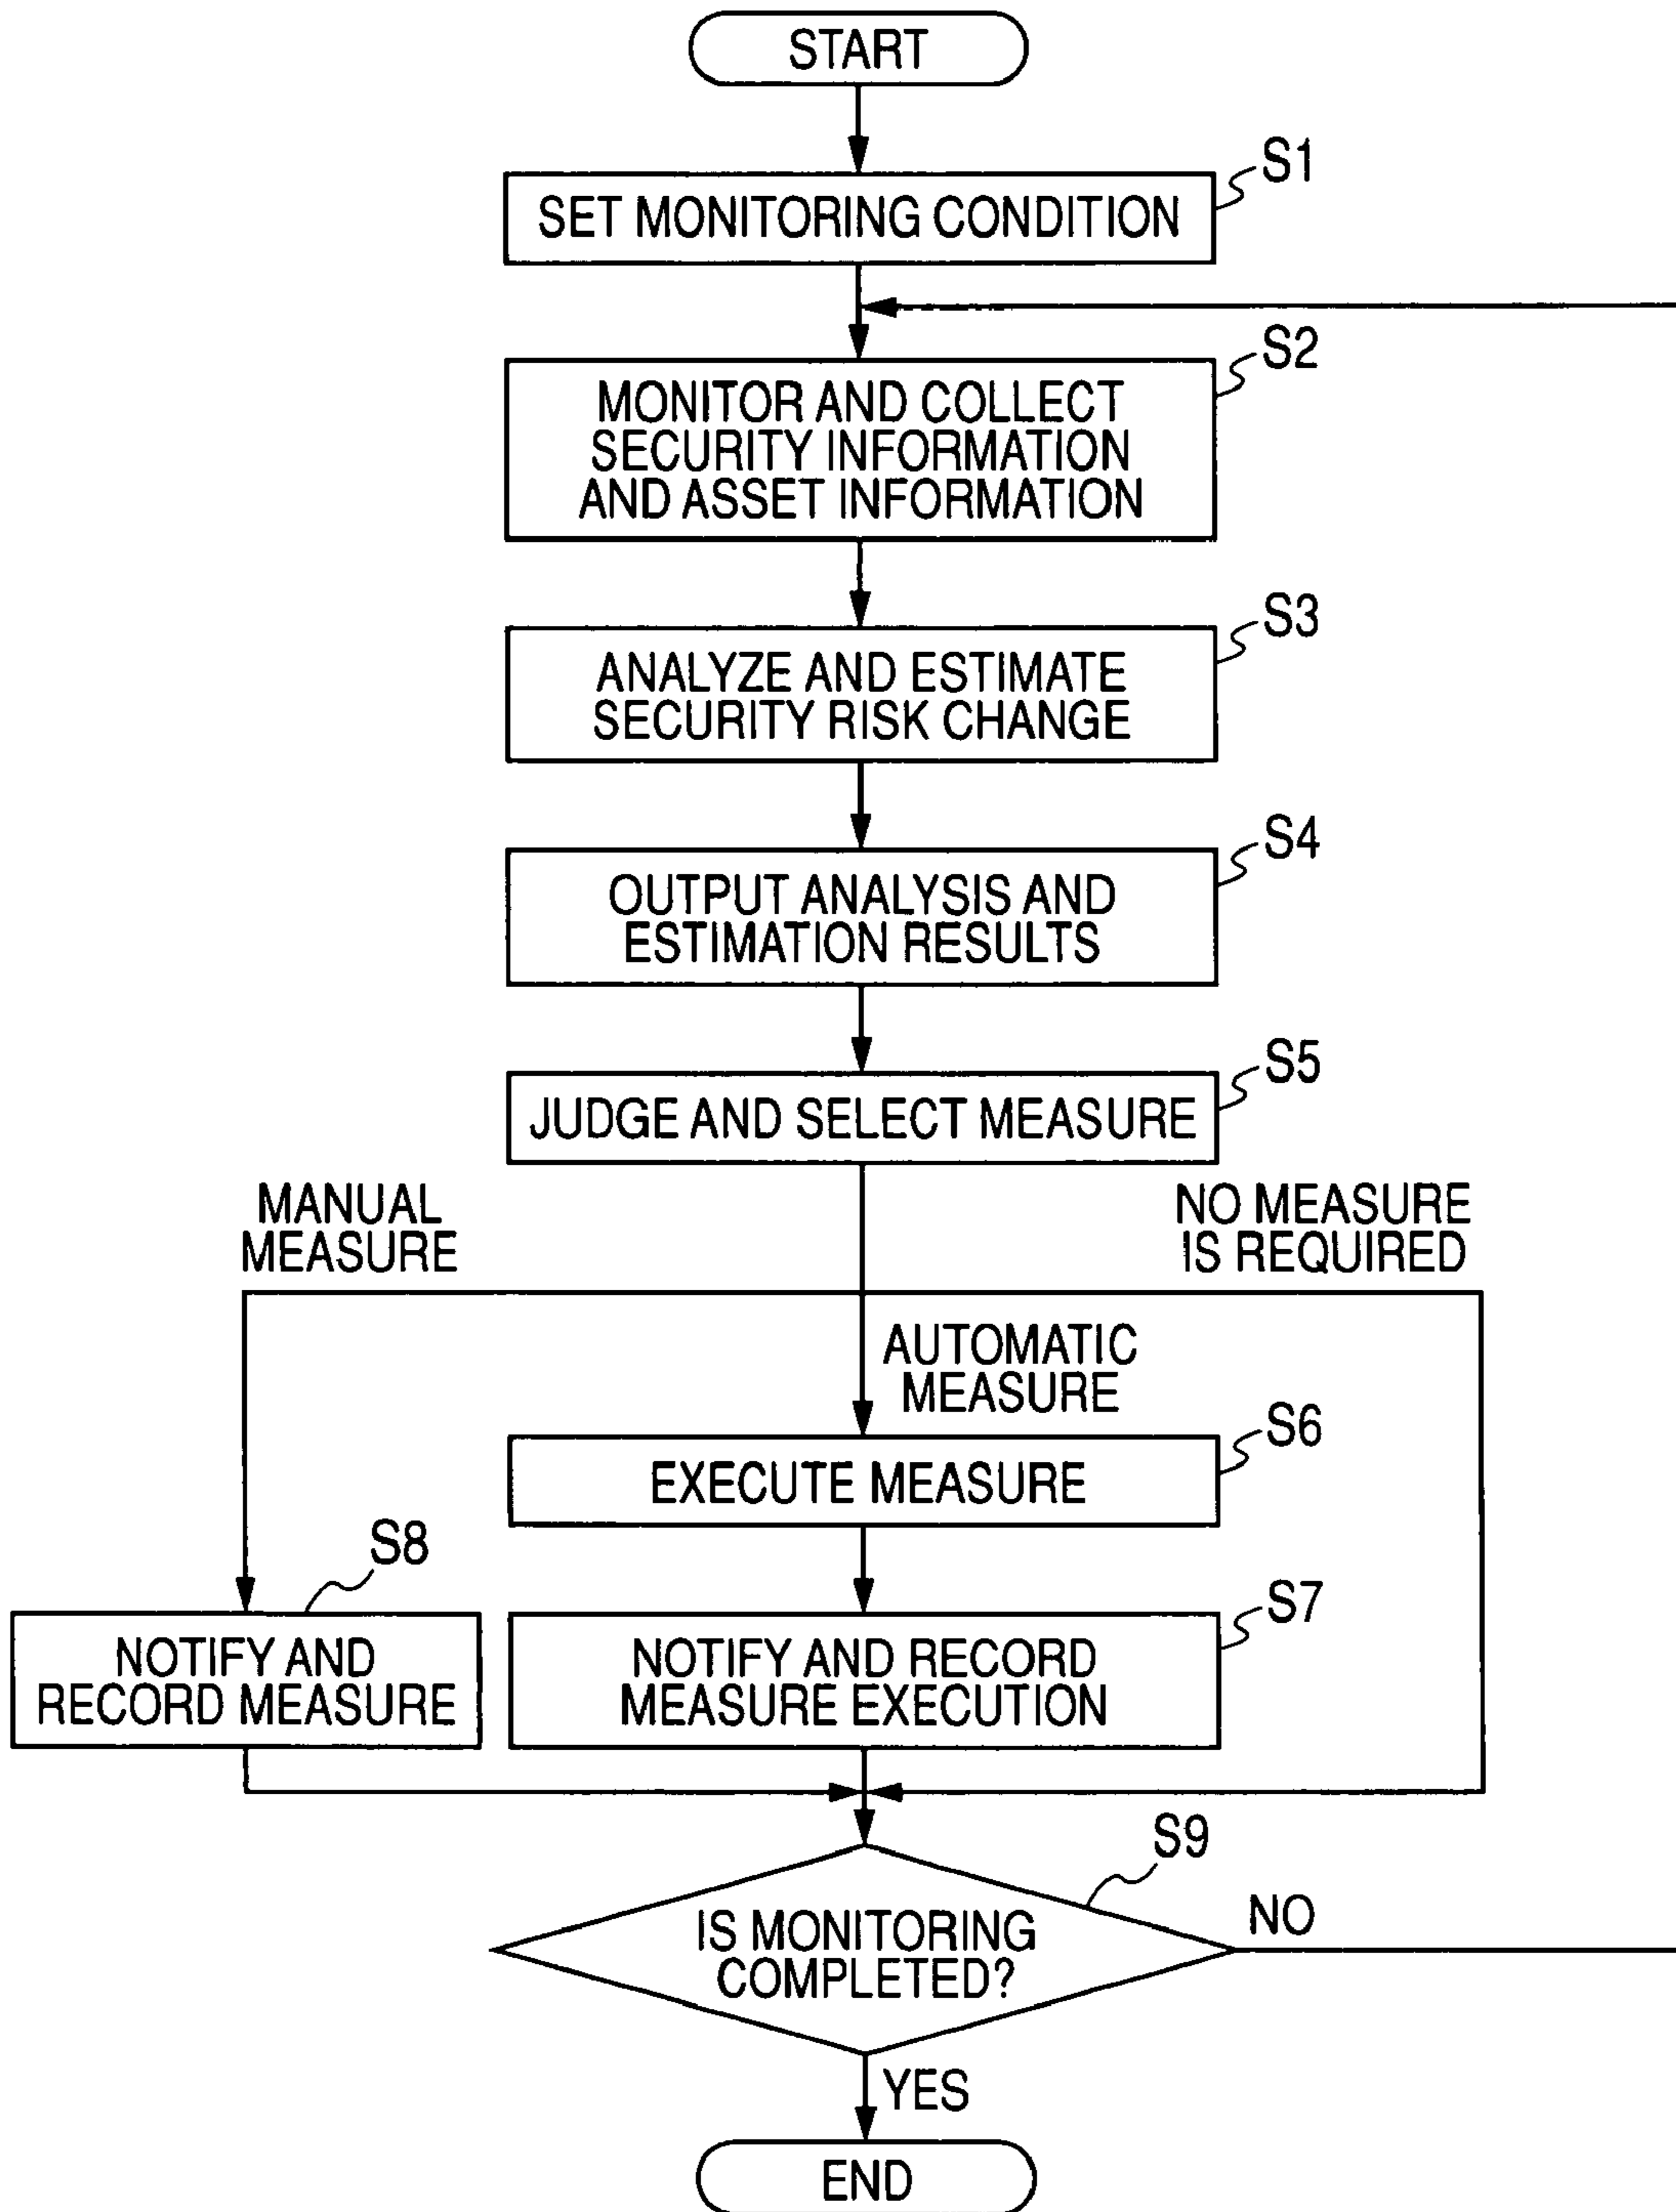 START
S1
SET MONITORING CONDITION
S2
MONITOR AND COLLECT
SECURITY INFORMATION
AND ASSET INFORMATION
S3
ANALYZE AND ESTIMATE
SECURITY RISK CHANGE
S4
OUTPUT ANALYSIS AND
ESTIMATION RESULTS
S5
JUDGE AND SELECT MEASURE
MANUAL
MEASURE
NO MEASURE
IS REQUIRED
AUTOMATIC
MEASURE
S6
EXECUTE MEASURE
S8
NOTIFY AND
RECORD MEASURE
S7
NOTIFY AND RECORD
MEASURE EXECUTION
S9
IS MONITORING
COMPLETED?
NO
YES
END